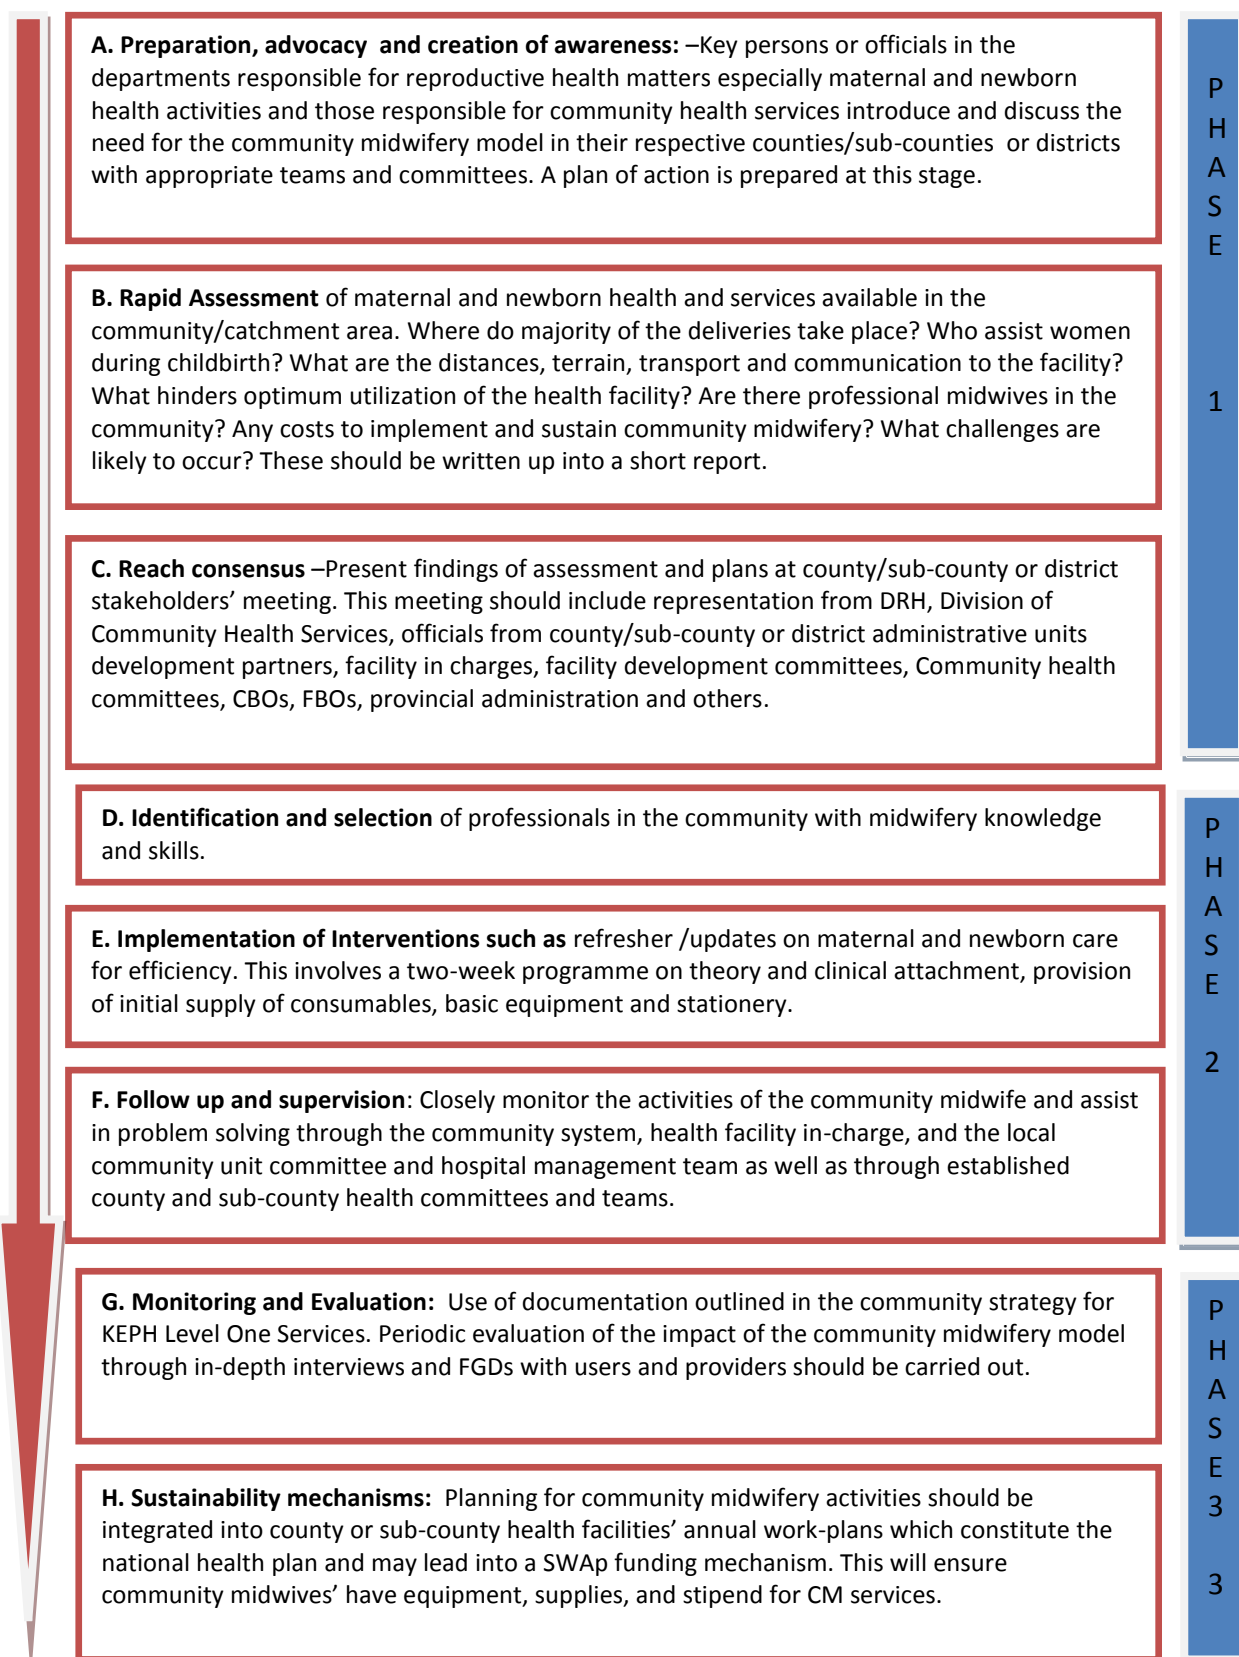 A. Preparation, advocacy  and creation of awareness: –Key persons or officials in the
departments responsible for reproductive health matters especially maternal and newborn
health activities and those responsible for community health services introduce and discuss the
need for the community midwifery model in their respective counties/sub-counties  or districts
with appropriate teams and committees. A plan of action is prepared at this stage.
B. Rapid Assessment of maternal and newborn health and services available in the
community/catchment area. Where do majority of the deliveries take place? Who assist women
during childbirth? What are the distances, terrain, transport and communication to the facility?
What hinders optimum utilization of the health facility? Are there professional midwives in the
community? Any costs to implement and sustain community midwifery? What challenges are
likely to occur? These should be written up into a short report.
C. Reach consensus –Present findings of assessment and plans at county/sub-county or district
stakeholders’ meeting. This meeting should include representation from DRH, Division of
Community Health Services, officials from county/sub-county or district administrative units
development partners, facility in charges, facility development committees, Community health
committees, CBOs, FBOs, provincial administration and others.
P
H
A
S
E
1
D. Identification and selection of professionals in the community with midwifery knowledge
and skills.
E. Implementation of Interventions such as refresher /updates on maternal and newborn care
for efficiency. This involves a two-week programme on theory and clinical attachment, provision
of initial supply of consumables, basic equipment and stationery.
F. Follow up and supervision: Closely monitor the activities of the community midwife and assist
in problem solving through the community system, health facility in-charge, and the local
community unit committee and hospital management team as well as through established
county and sub-county health committees and teams.
P
H
A
S
E
2
G. Monitoring and Evaluation:  Use of documentation outlined in the community strategy for
KEPH Level One Services. Periodic evaluation of the impact of the community midwifery model
through in-depth interviews and FGDs with users and providers should be carried out.
H. Sustainability mechanisms:  Planning for community midwifery activities should be
integrated into county or sub-county health facilities’ annual work-plans which constitute the
national health plan and may lead into a SWAp funding mechanism. This will ensure
community midwives’ have equipment, supplies, and stipend for CM services.
P
H
A
S
E
3
3